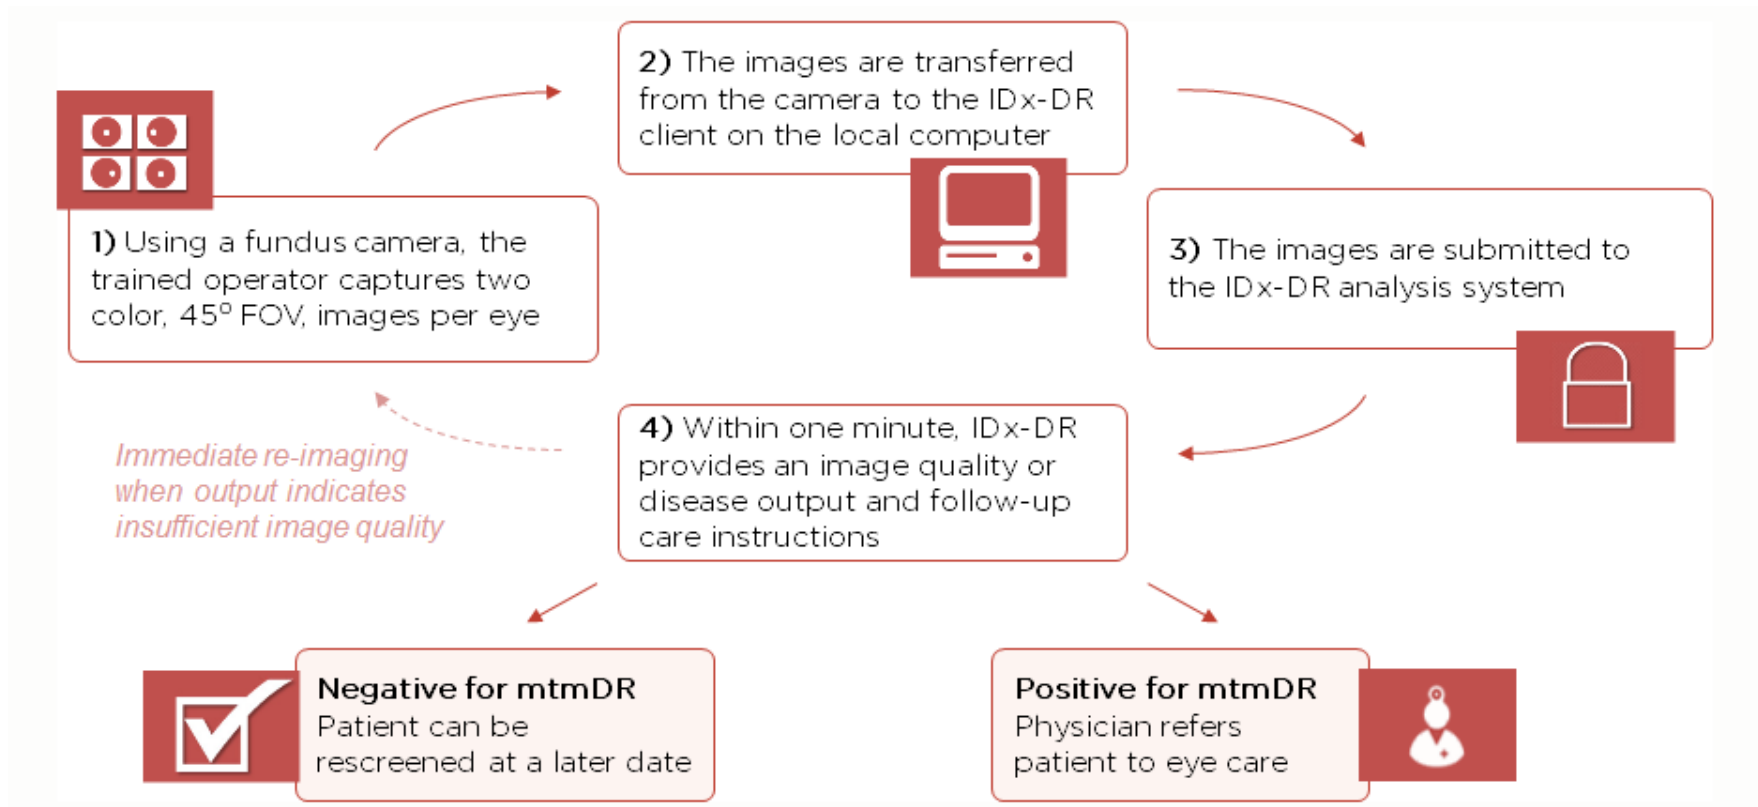 1) Using a fundus camera, the
trained operator captures two
color, 45º FOV, images per eye
2) The images are transferred
from the camera to the IDx-DR
client on the local computer
3) The images are submitted to
the IDx-DR analysis system
4) Within one minute, IDx-DR
provides an image quality or
disease output and follow-up
care instructions
Immediate re-imaging
when output indicates
insufficient image quality
Negative for mtmDR
Patient can be
rescreened at a later date
Positive for mtmDR
Physician refers
patient to eye care